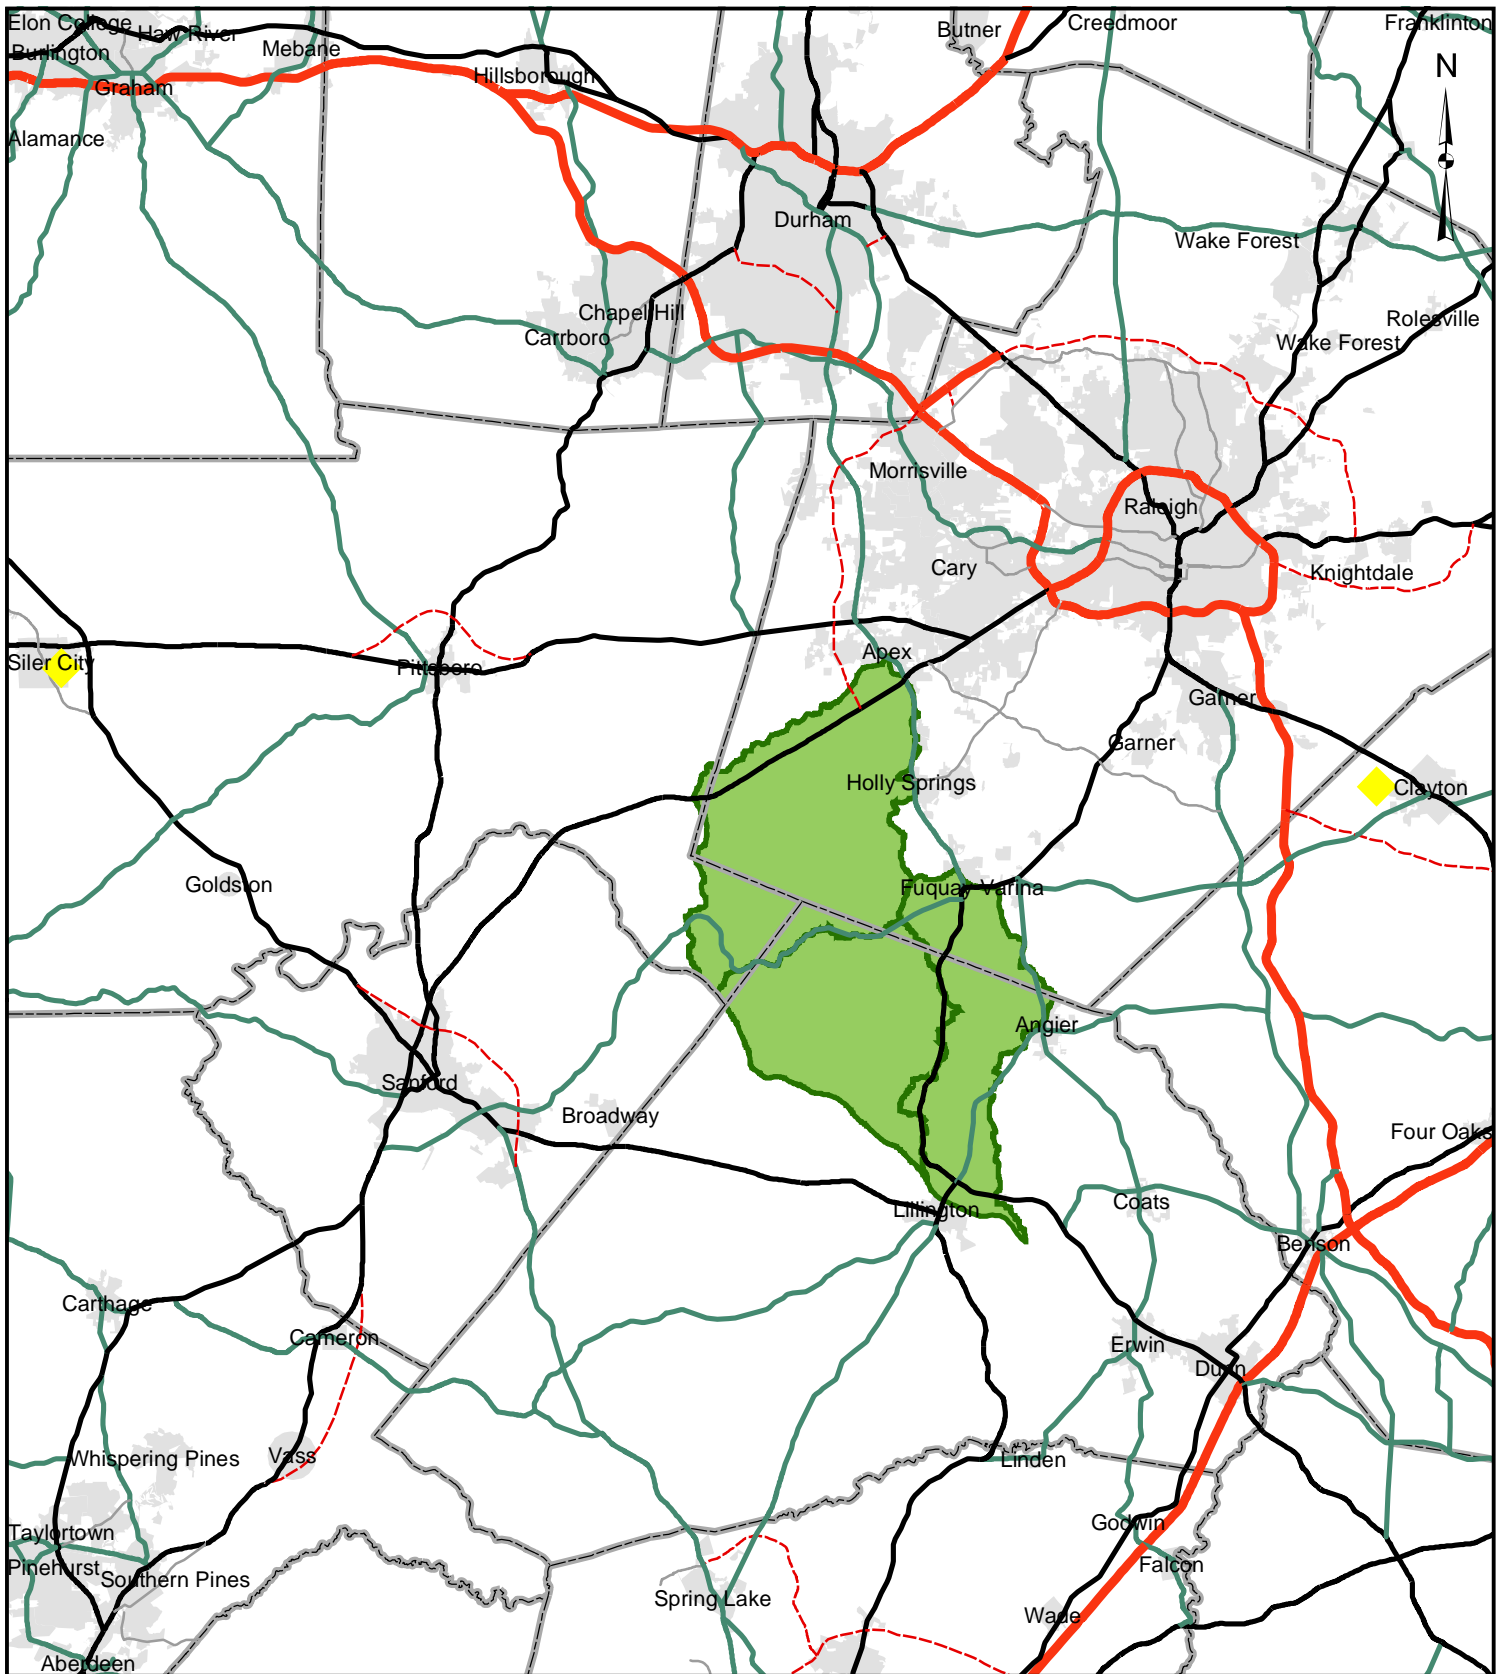 Elon College
Haw River
Butner
Creedmoor
Franklinton
Burlington
Mebane
Hillsborough
N
Graham
Alamance
Durham
Wake Forest
Chapel Hill
Carrboro
Rolesville
Wake Forest
Morrisville
Raleigh
Cary
Knightdale
Siler City
Pittsboro
Apex
Garner
Garner
Holly Springs
Clayton
Goldston
Fuquay-Varina
Angier
Sanford
Broadway
Four Oaks
Lillington
Coats
Benson
Carthage
Cameron
Erwin
Dunn
Whispering Pines
Vass
Linden
Taylortown
Godwin
Pinehurst
Southern Pines
Falcon
Spring Lake
Wade
Aberdeen